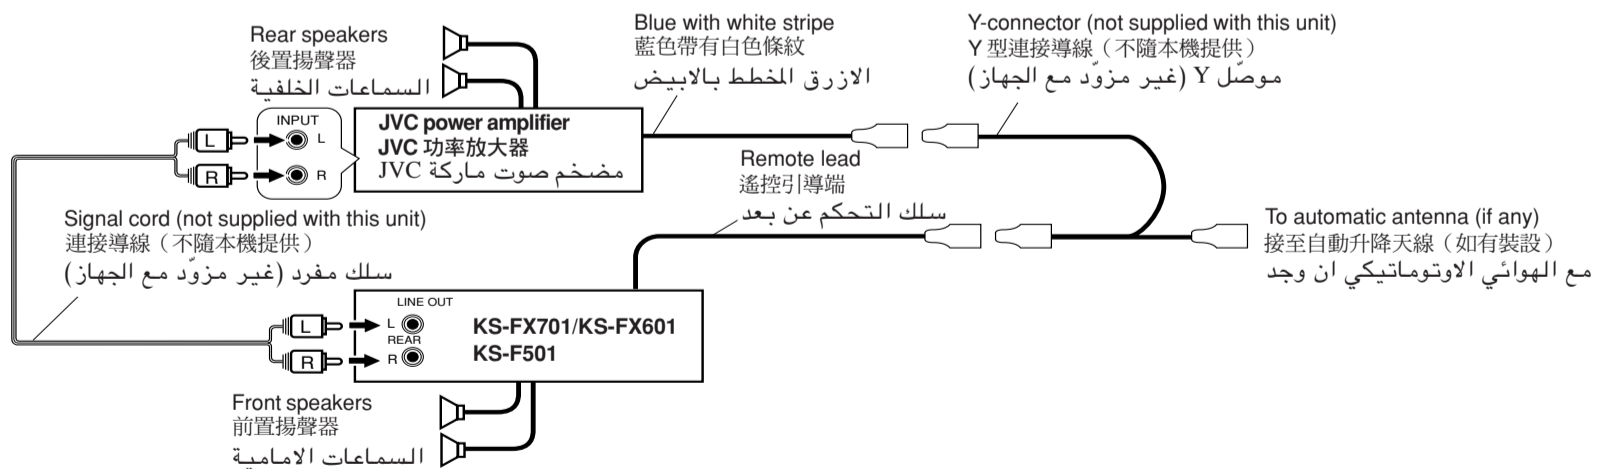 Rear speakers
後置揚聲器
السماعات الخلفية
Blue with white stripe
藍色帶有白色條紋
الازرق المخطط بالابيض
Y-connector (not supplied with this unit)
Y 型連接導線（不隨本機提供）
موصّل Y (غير مزوّد مع الجهاز)
INPUT
L
R
L
R
JVC power amplifier
JVC 功率放大器
مضخم صوت ماركة JVC
Remote lead
遙控引導端
سلك التحكم عن بعد
Signal cord (not supplied with this unit)
連接導線（不隨本機提供）
سلك مفرد (غير مزوّد مع الجهاز)
To automatic antenna (if any)
接至自動升降天線（如有裝設）
مع الهوائي الاوتوماتيكي ان وجد
LINE OUT
L
L
REAR
R
R
KS-FX701/KS-FX601
KS-F501
Front speakers
前置揚聲器
السماعات الامامية